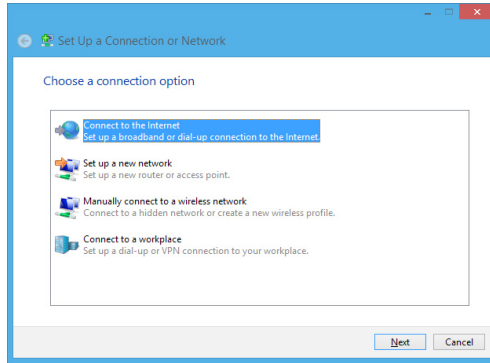 Set Up a Connection or Network
Choose a connection option
Connect to the Internet
Set up a broadband or dial-up connection to the Internet.
Set up a new network
Set up a new router or access point.
Manually connect to a wireless network
Connect to a hidden network or create a new wireless profile.
Connect to a workplace
Set up a dial-up or VPN connection to your workplace.
Next Cancel